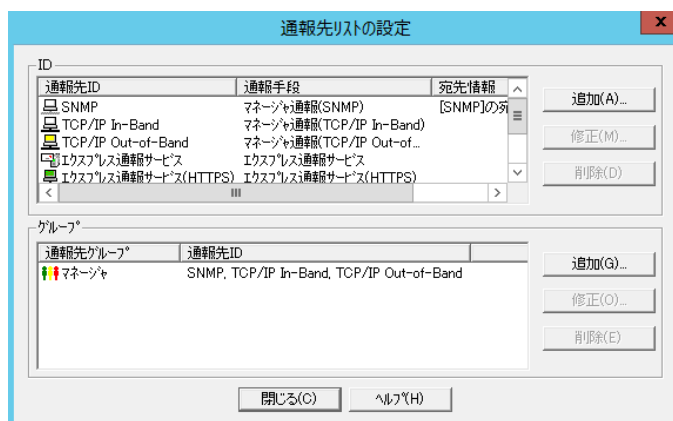 通報先リストの設定
x
ID
通報先ID 通報手段 宛先情報
SNMP マネージャ通報(SNMP) [SNMP]の宛
TCP/IP In-Band マネージャ通報(TCP/IP In-Band)
TCP/IP Out-of-Band マネージャ通報(TCP/IP Out-of...
エクスプレス通報サービス エクスプレス通報サービス
エクスプレス通報サービス(HTTPS) エクスプレス通報サービス(HTTPS)
追加(A)...
修正(M)...
削除(D)
グループ
通報先グループ 通報先ID
マネージャ SNMP, TCP/IP In-Band, TCP/IP Out-of-Band
追加(G)...
修正(O)...
削除(E)
閉じる(C) ヘルプ(H)